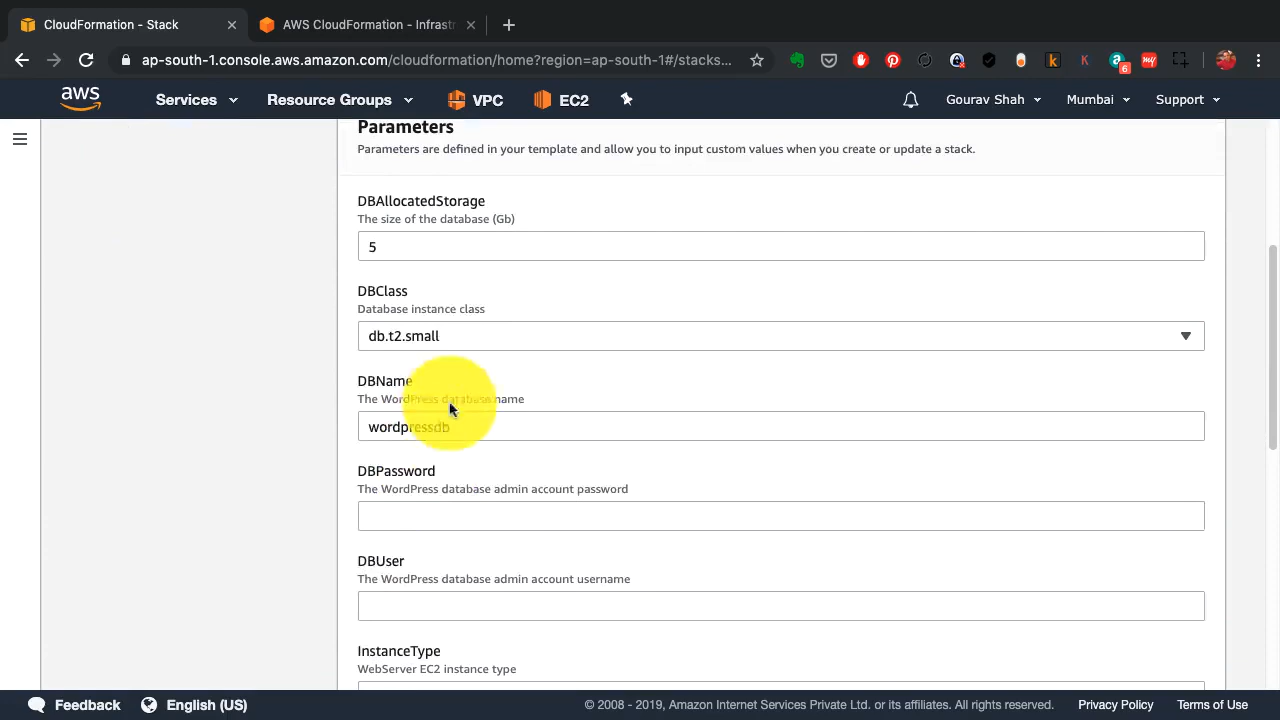 CloudFormation - Stack
AWS CloudFormation - Infrastr
ap-south-1.console.aws.amazon.com/cloudformation/home?region=ap-south-1#/stacks...
6
my
aws
Services
Resource Groups
VPC
EC2
Gourav Shah
Mumbai
Support
Parameters
Parameters are defined in your template and allow you to input custom values when you create or update a stack.
DBAllocatedStorage
The size of the database (Gb)
5
DBClass
Database instance class
db.t2.small
DBName
The WordPress database name
wordpressdb
DBPassword
The WordPress database admin account password
DBUser
The WordPress database admin account username
InstanceType
WebServer EC2 instance type
Feedback
English (US)
© 2008 - 2019, Amazon Internet Services Private Ltd. or its affiliates. All rights reserved.
Privacy Policy
Terms of Use